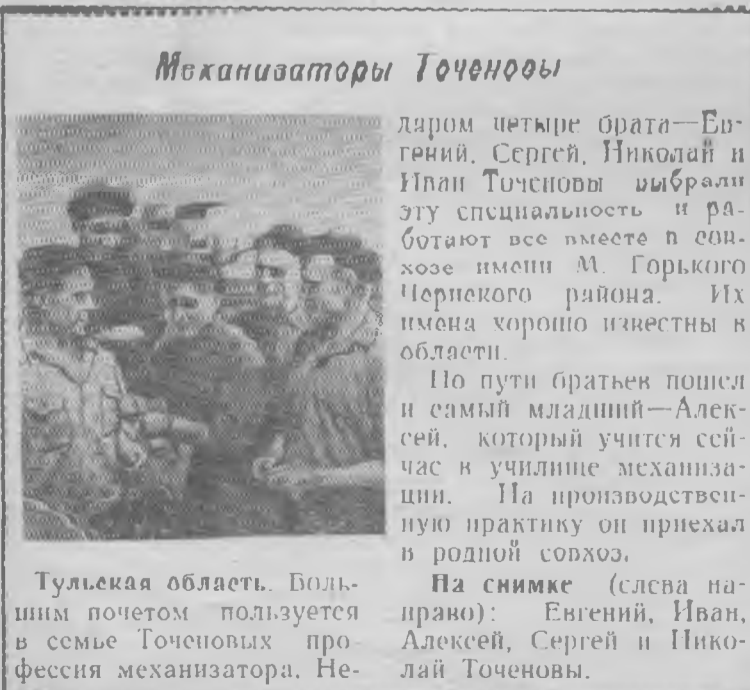 Механизаторы Точеновы
Тульская область. Боль-
шим почетом пользуется
в семье Точеновых про-
фессия механизатора. Не-
даром четыре брата—Ев-
гений, Сергей, Николай и
Иван Точеновы выбрали
эту специальность и ра-
ботают все вместе в сов-
хозе имени М. Горького
Чернского района. Их
имена хорошо известны в
области.
По пути братьев пошел
и самый младший—Алек-
сей, который учится сей-
час в училище механиза-
ции. На производствен-
ную практику он приехал
в родной совхоз.
На снимке (слева на-
право): Евгений, Иван,
Алексей, Сергей и Нико-
лай Точеновы.